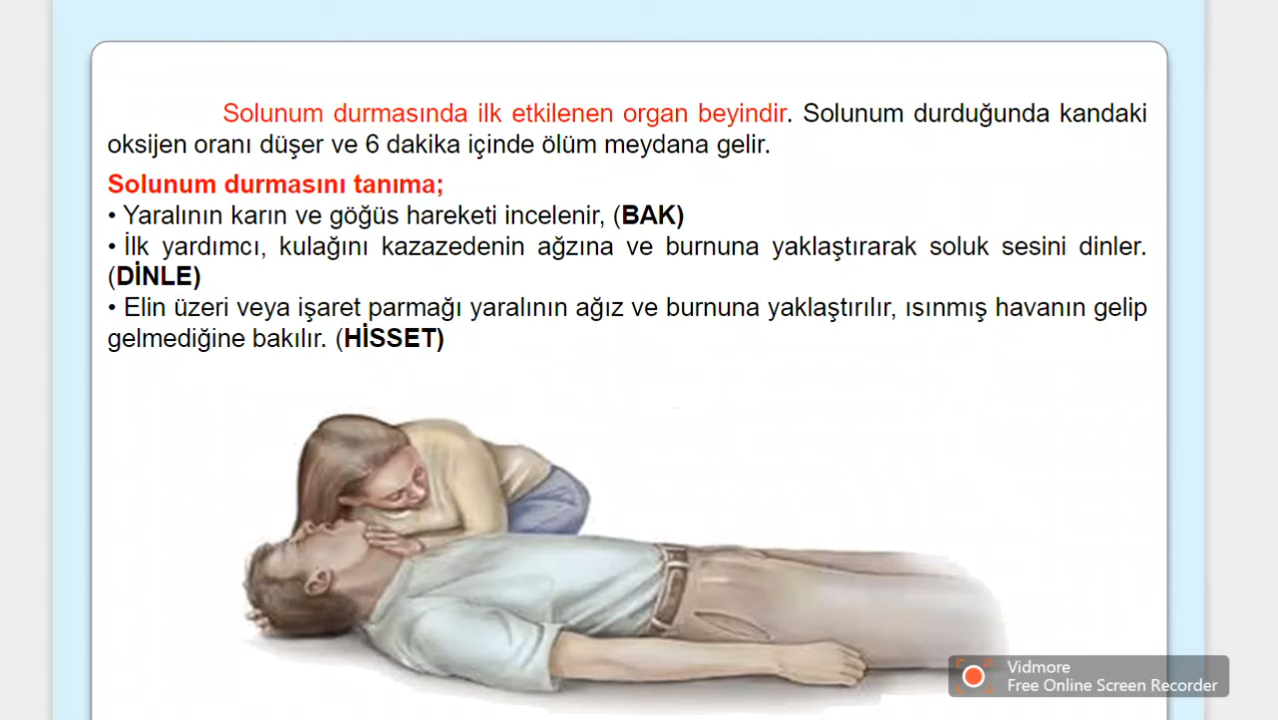 Solunum durmasında ilk etkilenen organ beyindir. Solunum durduğunda kandaki
oksijen oranı düşer ve 6 dakika içinde ölüm meydana gelir.
Solunum durmasını tanıma;
• Yaralının karın ve göğüs hareketi incelenir, (BAK)
• İlk yardımcı, kulağını kazazedenin ağzına ve burnuna yaklaştırarak soluk sesini dinler.
(DİNLE)
• Elin üzeri veya işaret parmağı yaralının ağız ve burnuna yaklaştırılır, ısınmış havanın gelip
gelmediğine bakılır. (HİSSET)
Vidmore
Free Online Screen Recorder